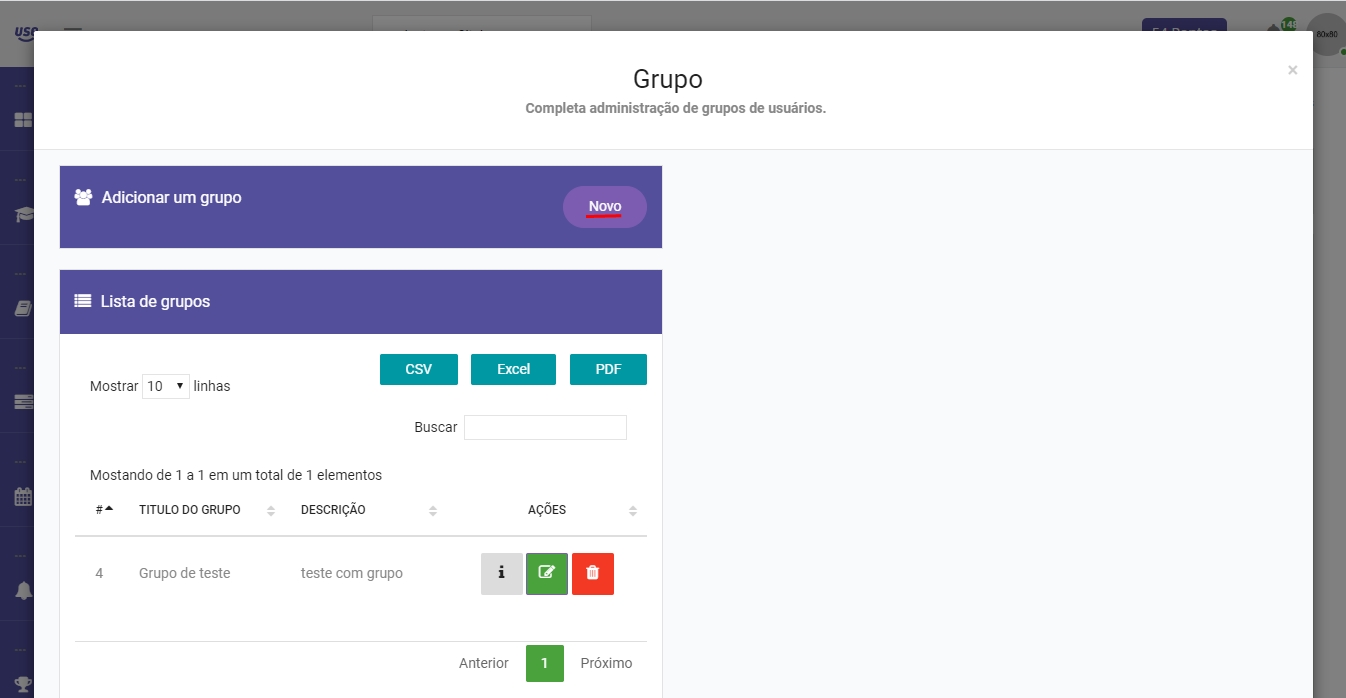 USE
148
80x80
Grupo
×
Completa administração de grupos de usuários.
Adicionar um grupo
Novo
Lista de grupos
CSV Excel PDF
Mostrar 10 linhas
Buscar
Mostando de 1 a 1 em um total de 1 elementos
# TITULO DO GRUPO DESCRIÇÃO AÇÕES
4 Grupo de teste teste com grupo
Anterior 1 Próximo